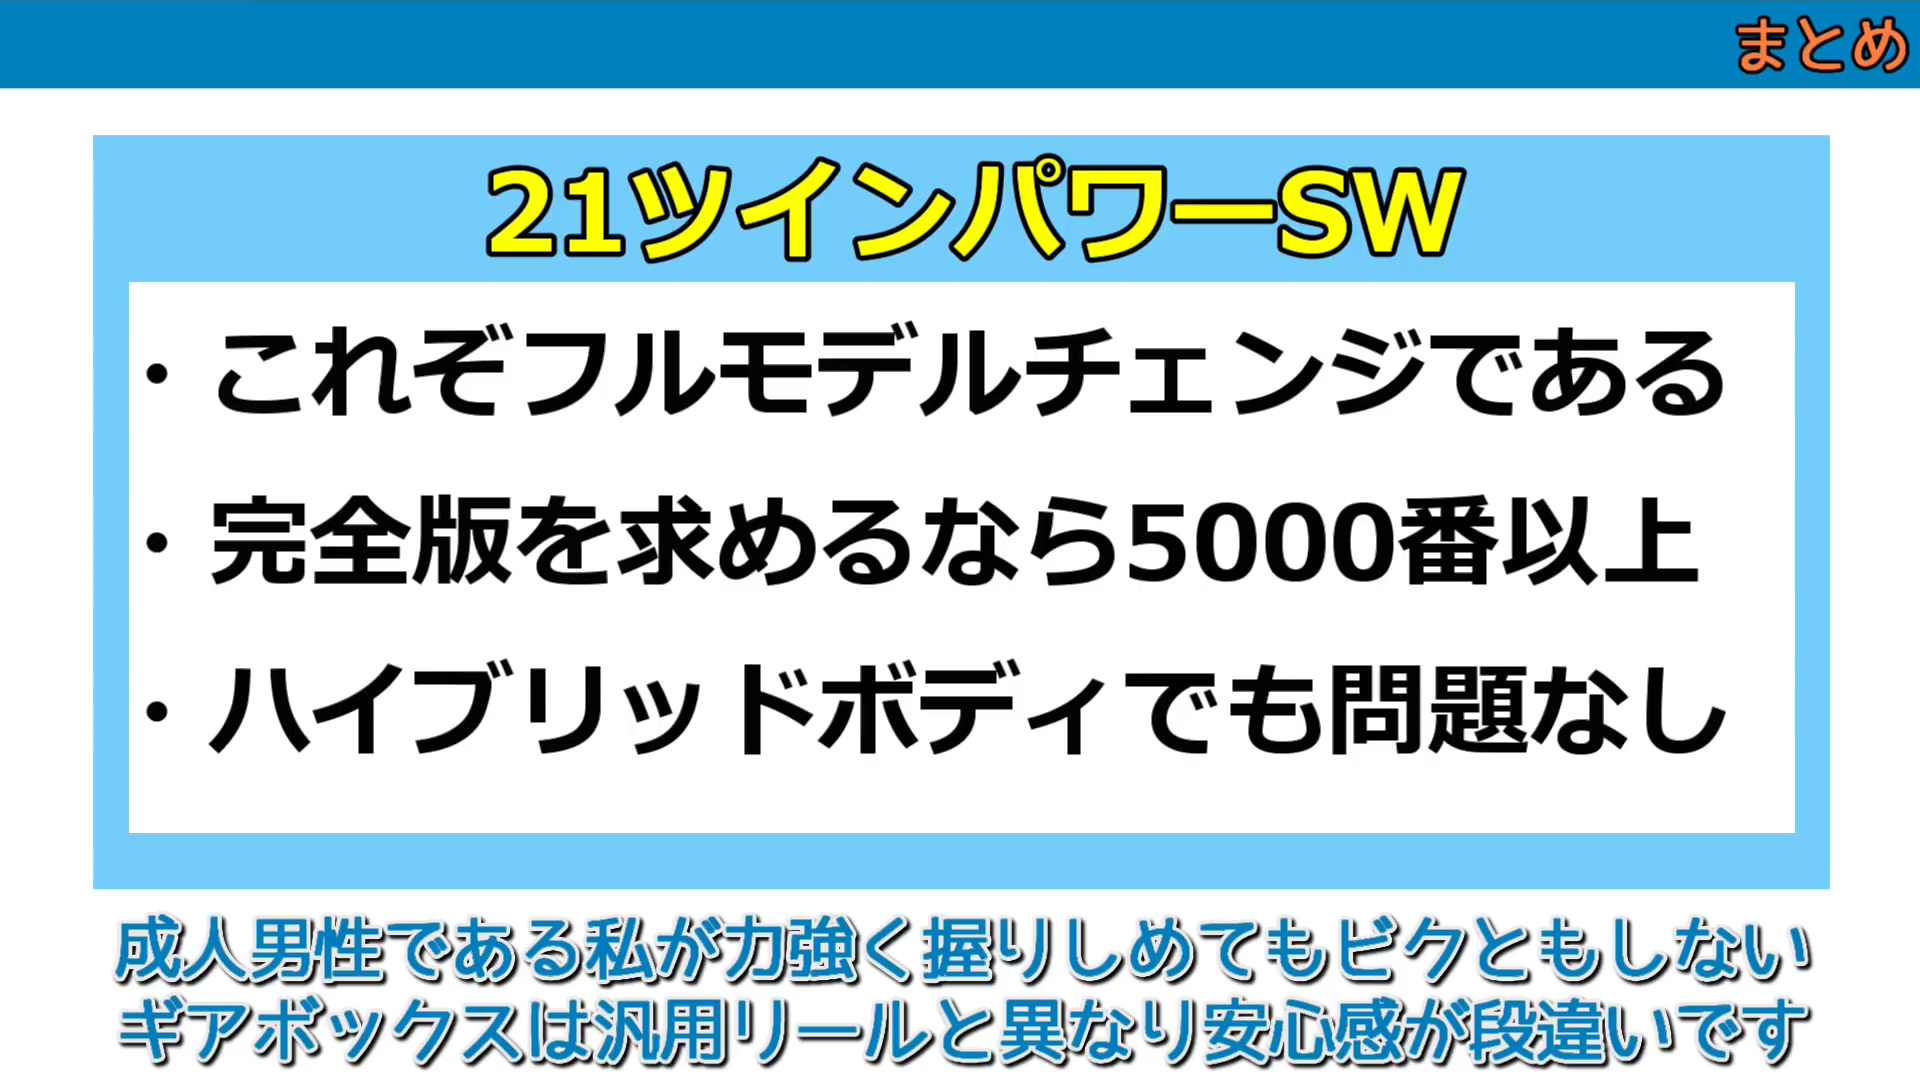 まとめ
21ツインパワーSW
・これぞフルモデルチェンジである
・完全版を求めるなら5000番以上
・ハイブリッドボディでも問題なし
成人男性である私が力強く握りしめてもビクともしない
ギアボックスは汎用リールと異なり安心感が段違いです